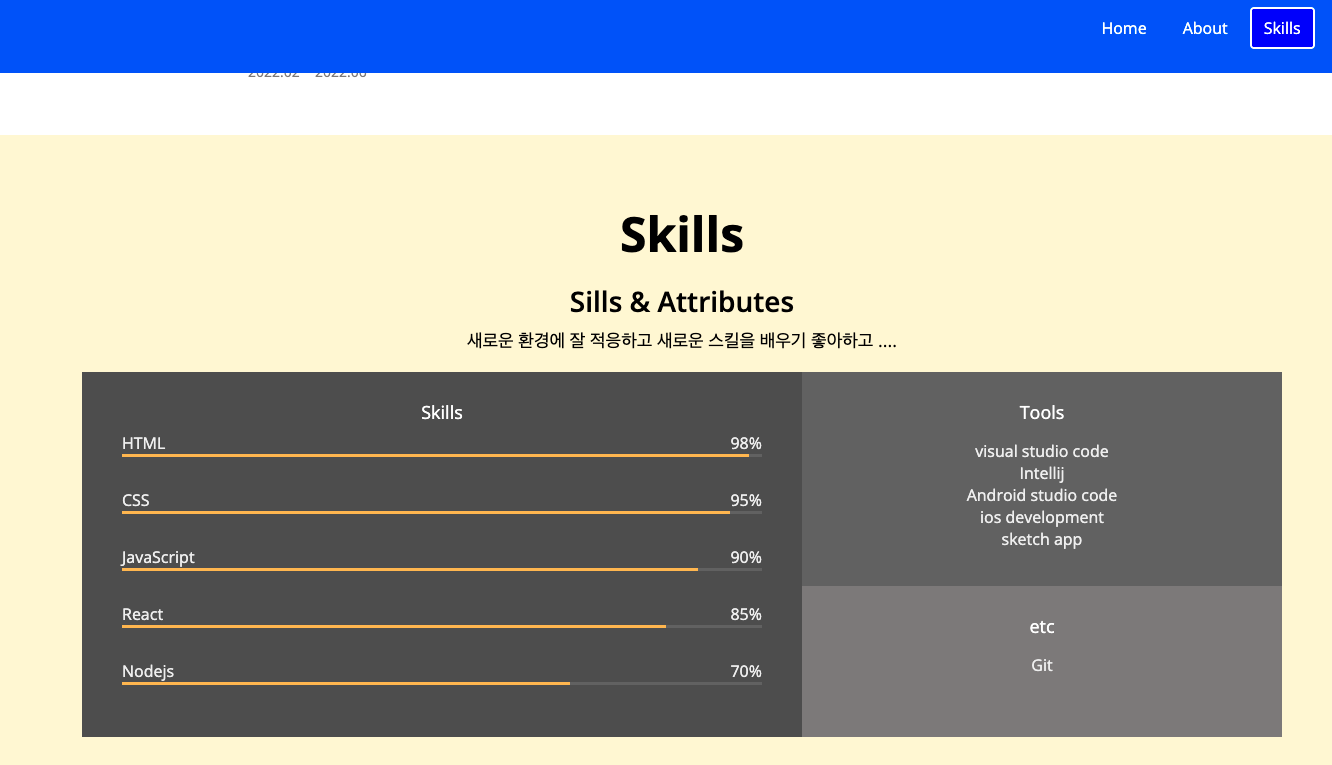 Home About Skills
Skills
Sills & Attributes
새로운 환경에 잘 적응하고 새로운 스킬을 배우기 좋아하고 ....
Skills
HTML 98%
CSS 95%
JavaScript 90%
React 85%
Nodejs 70%
Tools
visual studio code
Intellij
Android studio code
ios development
sketch app
etc
Git